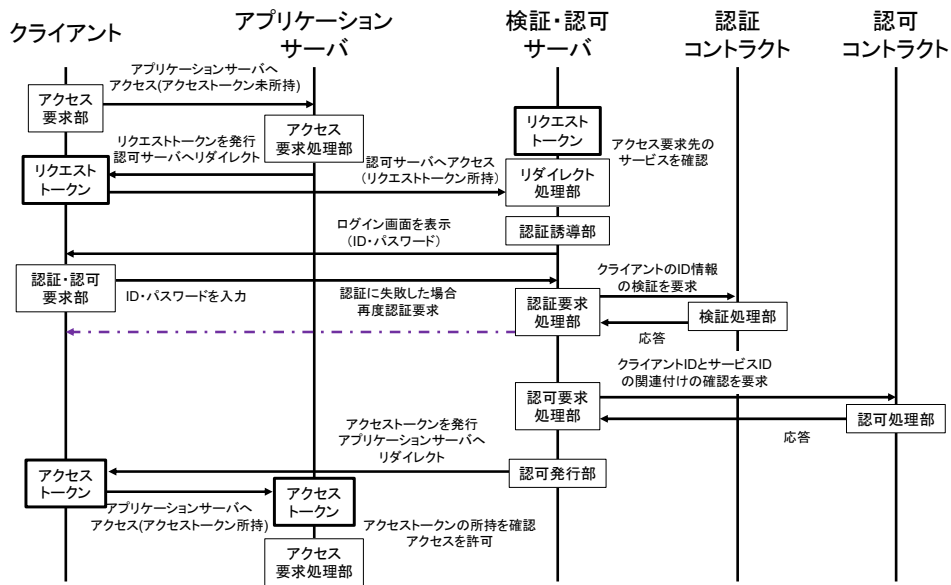 クライアント
アプリケーション
サーバ
検証・認可
サーバ
認証
コントラクト
認可
コントラクト
アクセス
要求部
アプリケーションサーバへ
アクセス(アクセストークン未所持)
アクセス
要求処理部
リクエスト
トークン
アクセス要求先の
サービスを確認
リクエストトークンを発行
認可サーバへリダイレクト
リクエスト
トークン
認可サーバへアクセス
（リクエストトークン所持）
リダイレクト
処理部
認証誘導部
ログイン画面を表示
（ID・パスワード）
認証・認可
要求部
ID・パスワードを入力
認証に失敗した場合
再度認証要求
認証要求
処理部
クライアントのID情報
の検証を要求
検証処理部
応答
クライアントIDとサービスID
の関連付けの確認を要求
認可要求
処理部
認可処理部
応答
アクセストークンを発行
アプリケーションサーバへ
リダイレクト
認可発行部
アクセス
トークン
アプリケーションサーバへ
アクセス(アクセストークン所持)
アクセス
トークン
アクセストークンの所持を確認
アクセスを許可
アクセス
要求処理部